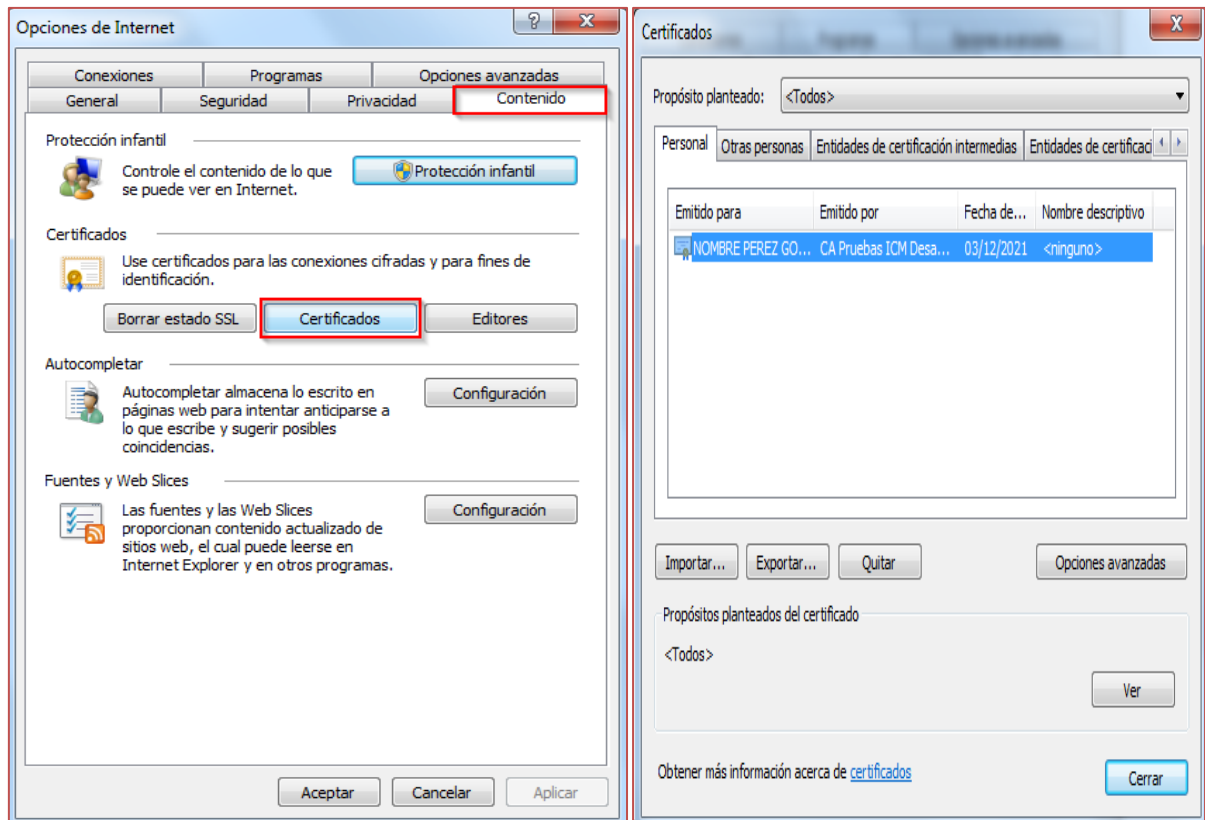 Opciones de Internet
Conexiones Programas Opciones avanzadas
General Seguridad Privacidad Contenido
Protección infantil
Controle el contenido de lo que
se puede ver en Internet.
Protección infantil
Certificados
Use certificados para las conexiones cifradas y para fines de
identificación.
Borrar estado SSL Certificados Editores
Autocompletar
Autocompletar almacena lo escrito en
páginas web para intentar anticiparse a
lo que escribe y sugerir posibles
coincidencias.
Configuración
Fuentes y Web Slices
Las fuentes y las Web Slices
proporcionan contenido actualizado de
sitios web, el cual puede leerse en
Internet Explorer y en otros programas.
Configuración
Aceptar Cancelar Aplicar
Certificados
Propósito planteado: <Todos>
Personal Otras personas Entidades de certificación intermedias Entidades de certificaci
Emitido para Emitido por Fecha de... Nombre descriptivo
NOMBRE PEREZ GO... CA Pruebas ICM Desa... 03/12/2021 <ninguno>
Importar... Exportar... Quitar Opciones avanzadas
Propósitos planteados del certificado
<Todos>
Ver
Obtener más información acerca de certificados
Cerrar